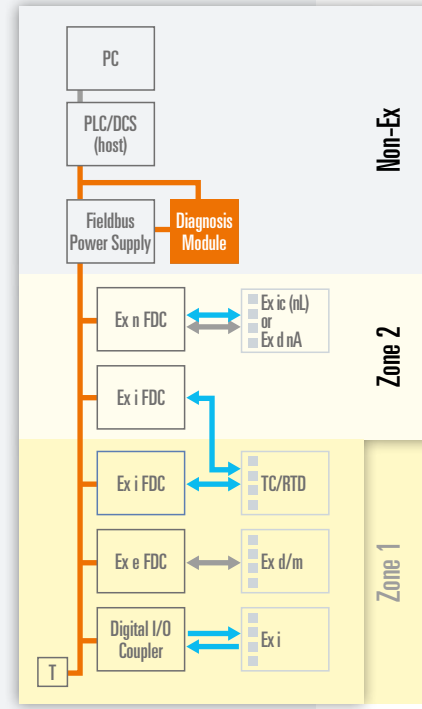 PC
PLC/DCS
(host)
Non-Ex
Fieldbus
Power Supply
Diagnosis
Module
Ex n FDC
Ex ic (nL)
or
Ex d nA
Zone 2
Ex i FDC
Ex i FDC
TC/RTD
Zone 1
Ex e FDC
Ex d/m
Digital I/O
Coupler
Ex i
T